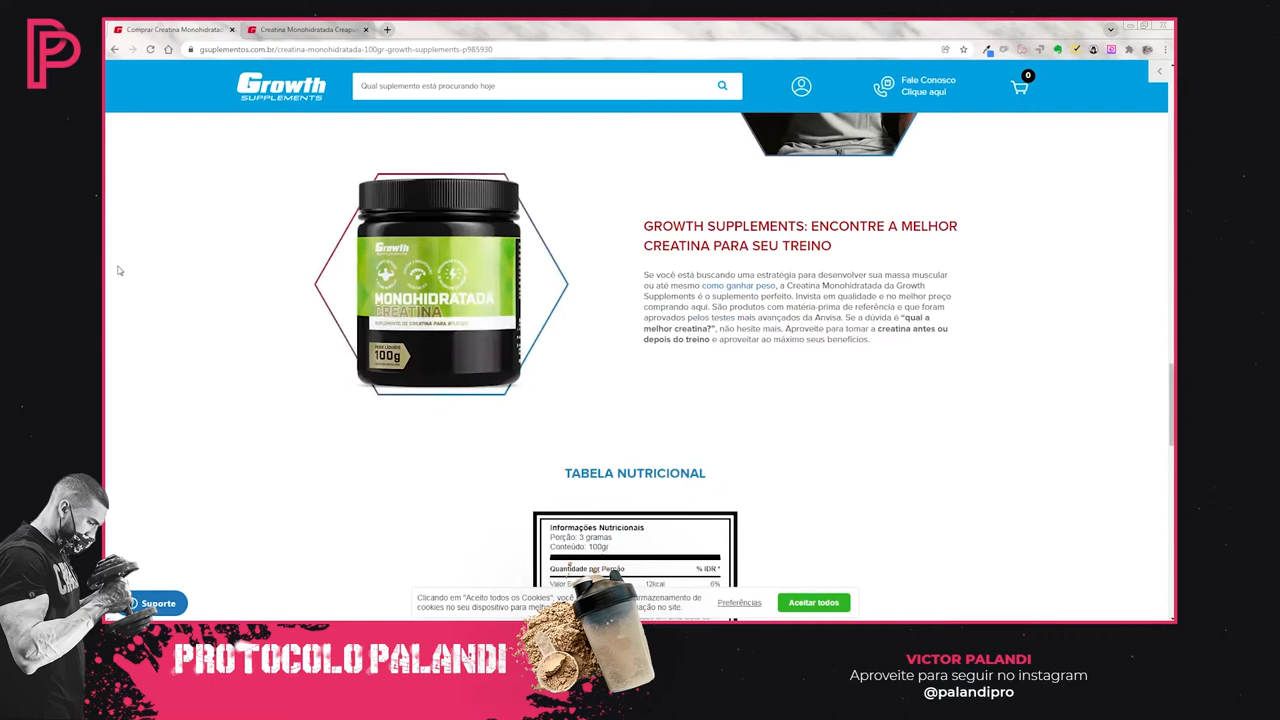 Comprar Creatina Monohidratad
Creatina Monohidratada Creapu
gsuplementos.com.br/creatina-monohidratada-100gr-growth-supplements-p985930
Growth
SUPPLEMENTS
Qual suplemento está procurando hoje
Fale Conosco
Clique aqui
0
Growth
MONOHIDRATADA
CREATINA
SUPLEMENTO DE CREATINA PARA ATLETAS
PESO LÍQUIDO
100g
GROWTH SUPPLEMENTS: ENCONTRE A MELHOR
CREATINA PARA SEU TREINO
Se você está buscando uma estratégia para desenvolver sua massa muscular
ou até mesmo como ganhar peso, a Creatina Monohidratada da Growth
Supplements é o suplemento perfeito. Invista em qualidade e no melhor preço
comprando aqui. São produtos com matéria-prima de referência e que foram
aprovados pelos testes mais avançados da Anvisa. Se a dúvida é “qual a
melhor creatina?”, não hesite mais. Aproveite para tomar a creatina antes ou
depois do treino e aproveitar ao máximo seus benefícios.
TABELA NUTRICIONAL
Informações Nutricionais
Porção: 3 gramas
Conteúdo: 100gr
Quantidade por Porção % IDR *
12kcal 6%
Clicando em "Aceito todos os Cookies", você
armazenamento de
cookies no seu dispositivo para
no site.
Preferências
Aceitar todos
Suporte
PROTOCOLO PALANDI
VICTOR PALANDI
Aproveite para seguir no instagram
@palandipro